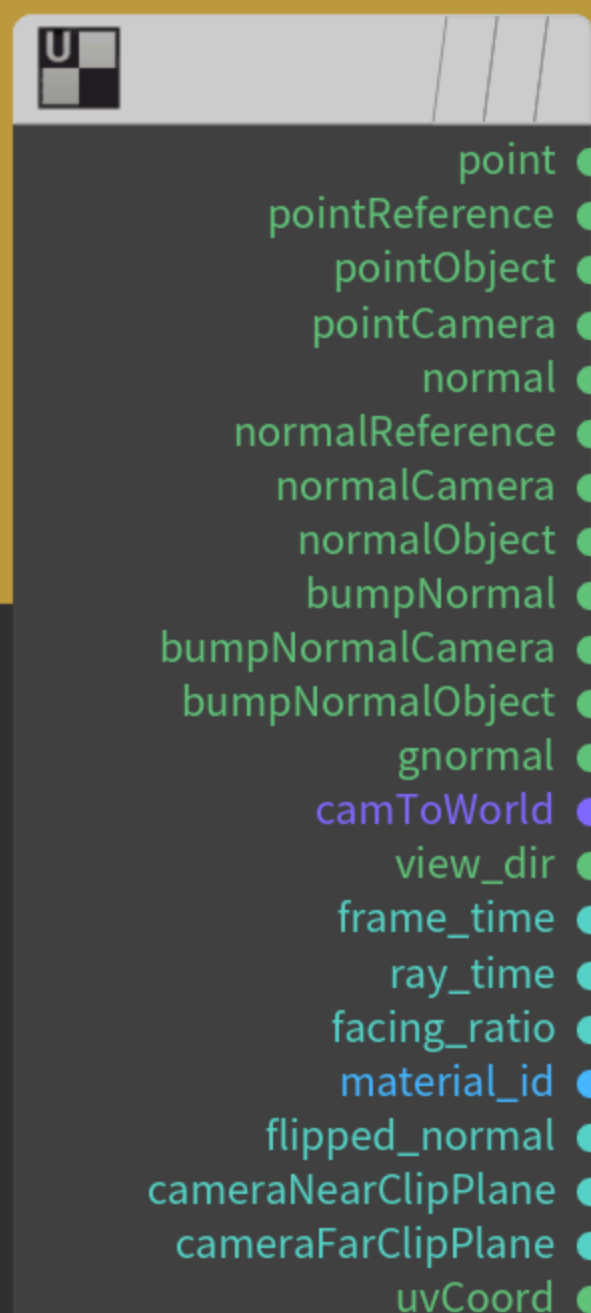 U
point
pointReference
pointObject
pointCamera
normal
normalReference
normalCamera
normalObject
bumpNormal
bumpNormalCamera
bumpNormalObject
gnormal
camToWorld
view_dir
frame_time
ray_time
facing_ratio
material_id
flipped_normal
cameraNearClipPlane
cameraFarClipPlane
uvCoord